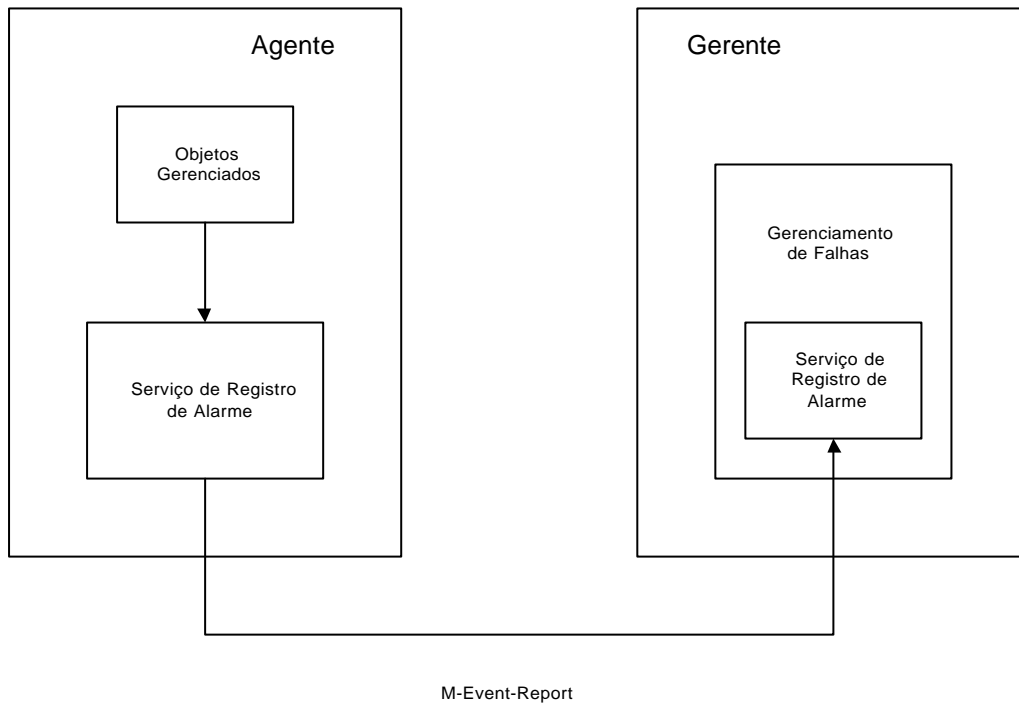 Agente
Objetos
Gerenciados
Serviço de Registro
de Alarme
Gerente
Gerenciamento
de Falhas
Serviço de
Registro de
Alarme
M-Event-Report